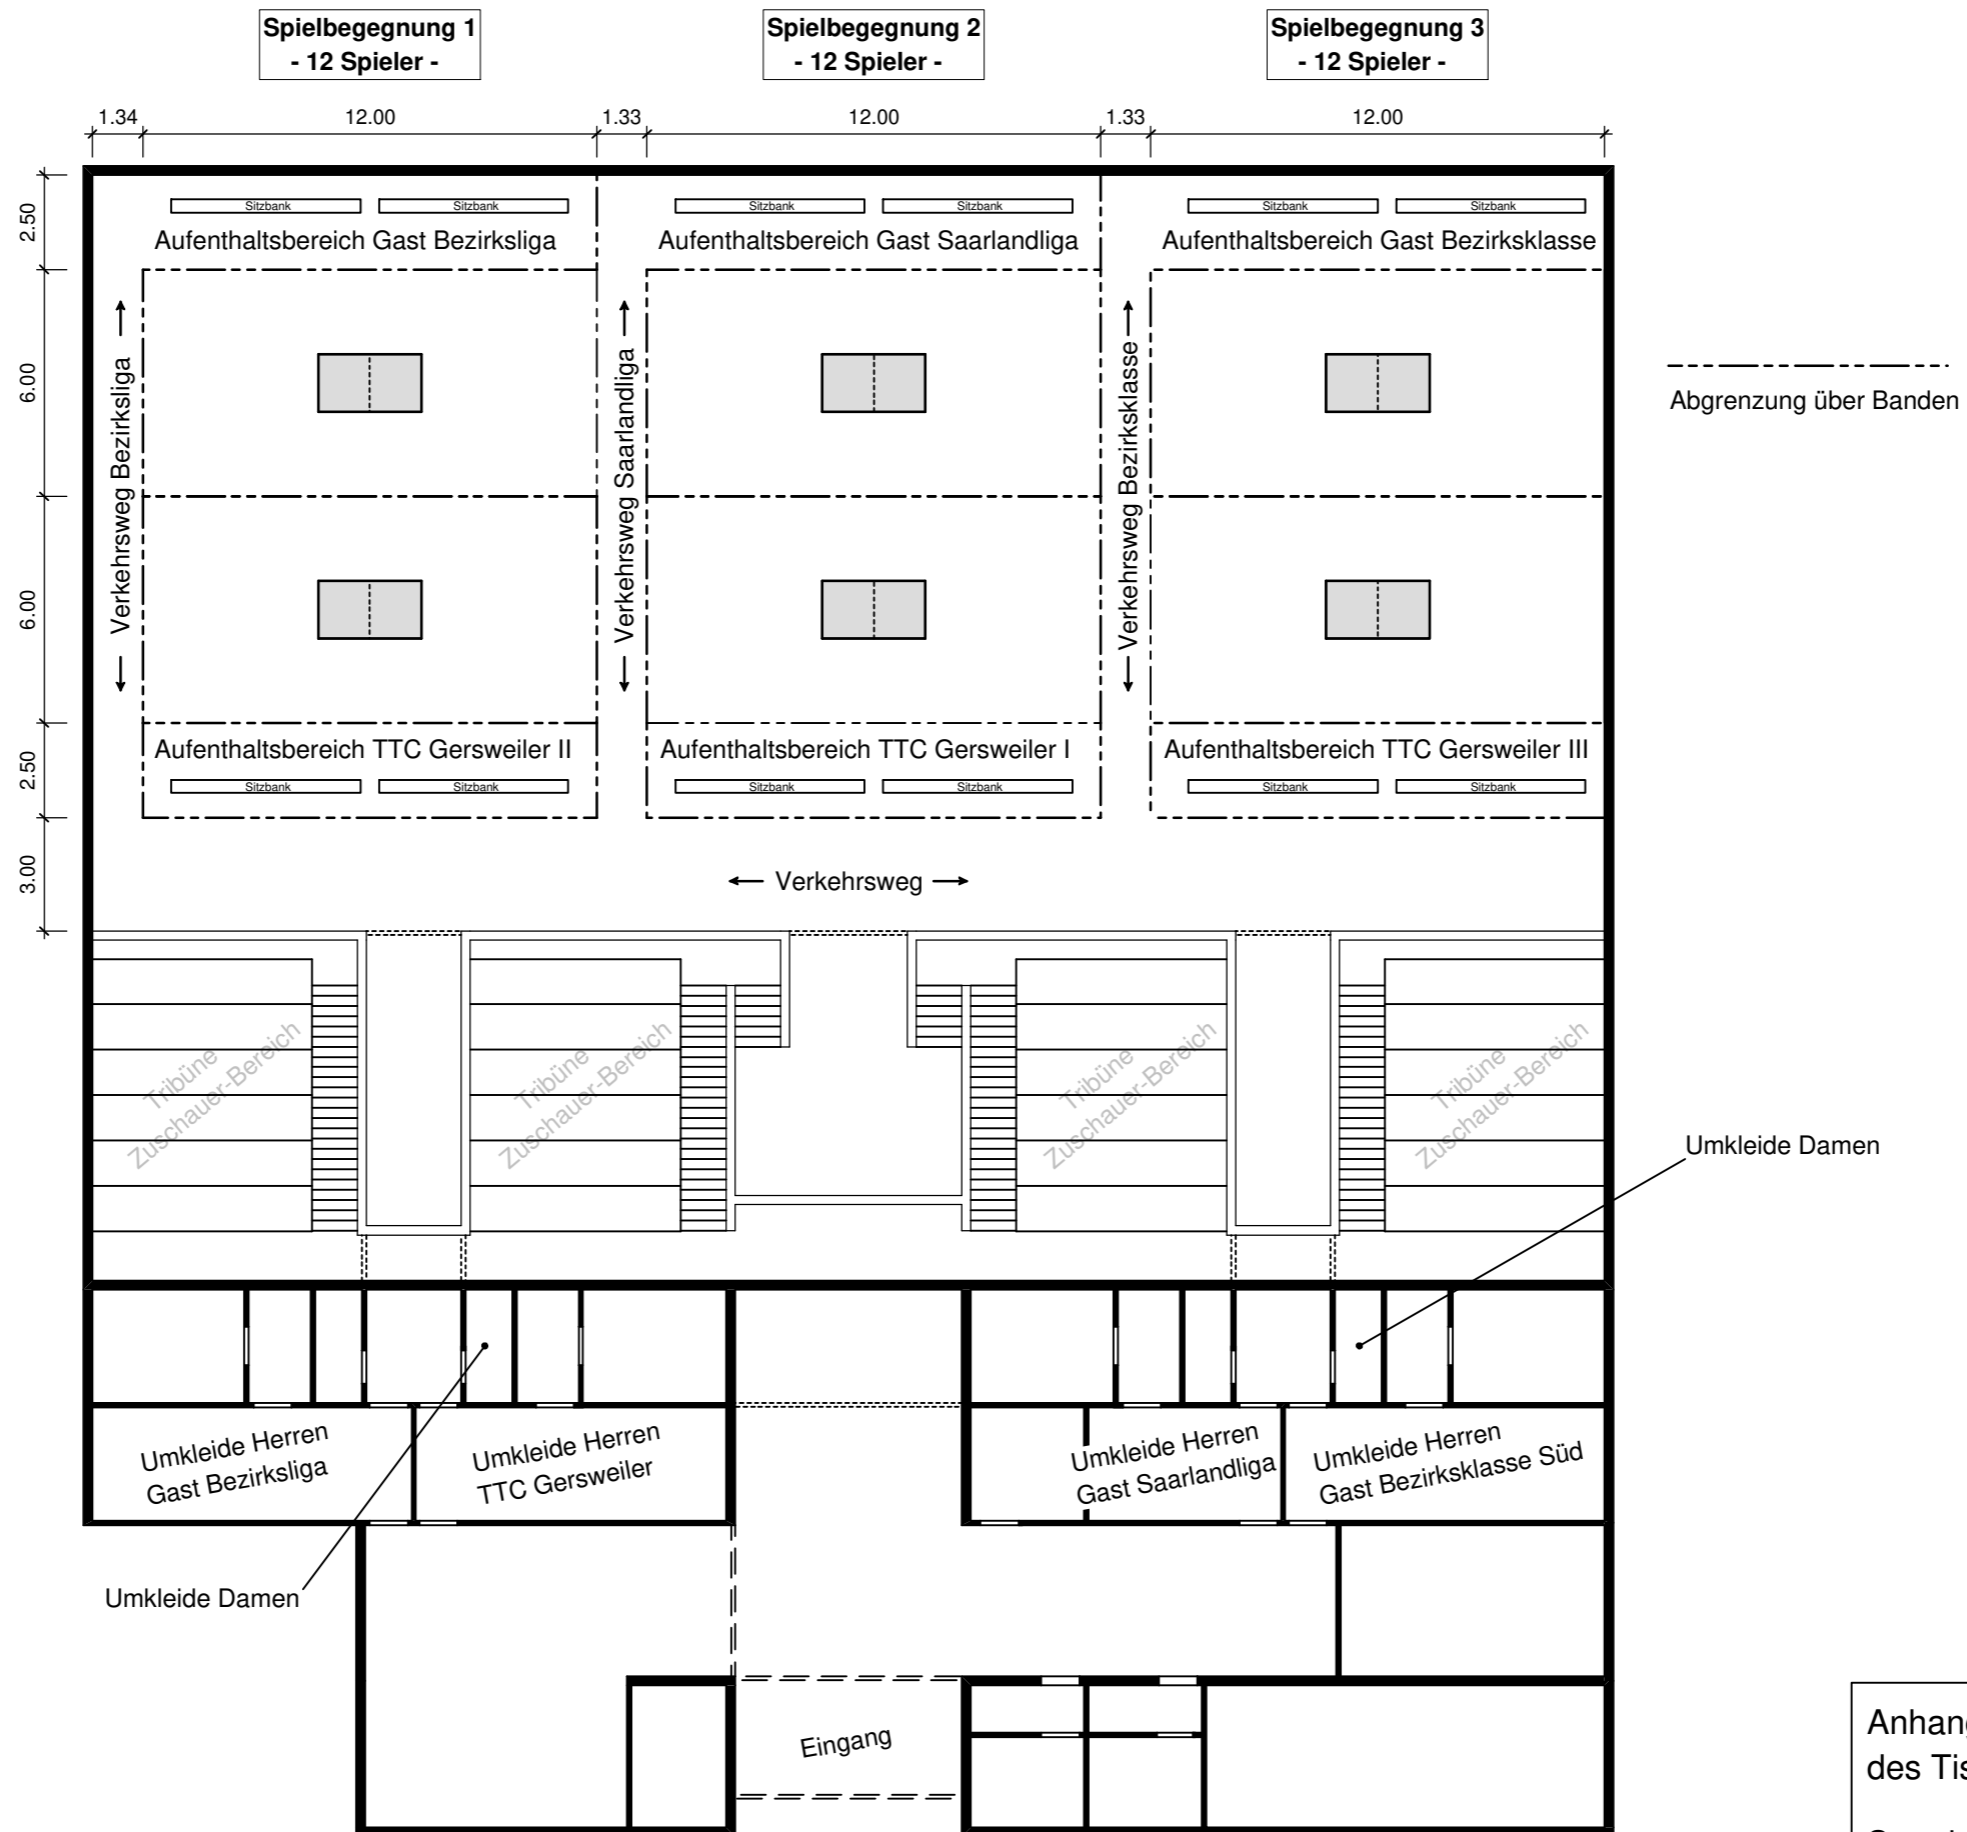 Spielbegegnung 1
- 12 Spieler -
Spielbegegnung 2
- 12 Spieler -
Spielbegegnung 3
- 12 Spieler -
1.34
12.00
1.33
12.00
1.33
12.00
2.50
6.00
6.00
2.50
3.00
Sitzbank
Sitzbank
Sitzbank
Sitzbank
Sitzbank
Sitzbank
Aufenthaltsbereich Gast Bezirksliga
Aufenthaltsbereich Gast Saarlandliga
Aufenthaltsbereich Gast Bezirksklasse
Verkehrsweg Bezirksliga
Verkehrsweg Saarlandliga
Verkehrsweg Bezirksklasse
Abgrenzung über Banden
Aufenthaltsbereich TTC Gersweiler II
Aufenthaltsbereich TTC Gersweiler I
Aufenthaltsbereich TTC Gersweiler III
Sitzbank
Sitzbank
Sitzbank
Sitzbank
Sitzbank
Sitzbank
Verkehrsweg
Tribüne
Zuschauer-Bereich
Tribüne
Zuschauer-Bereich
Tribüne
Zuschauer-Bereich
Tribüne
Zuschauer-Bereich
Umkleide Damen
Umkleide Herren
Gast Bezirksliga
Umkleide Herren
TTC Gersweiler
Umkleide Herren
Gast Saarlandliga
Umkleide Herren
Gast Bezirksklasse Süd
Umkleide Damen
Eingang
Anhang
des Tis